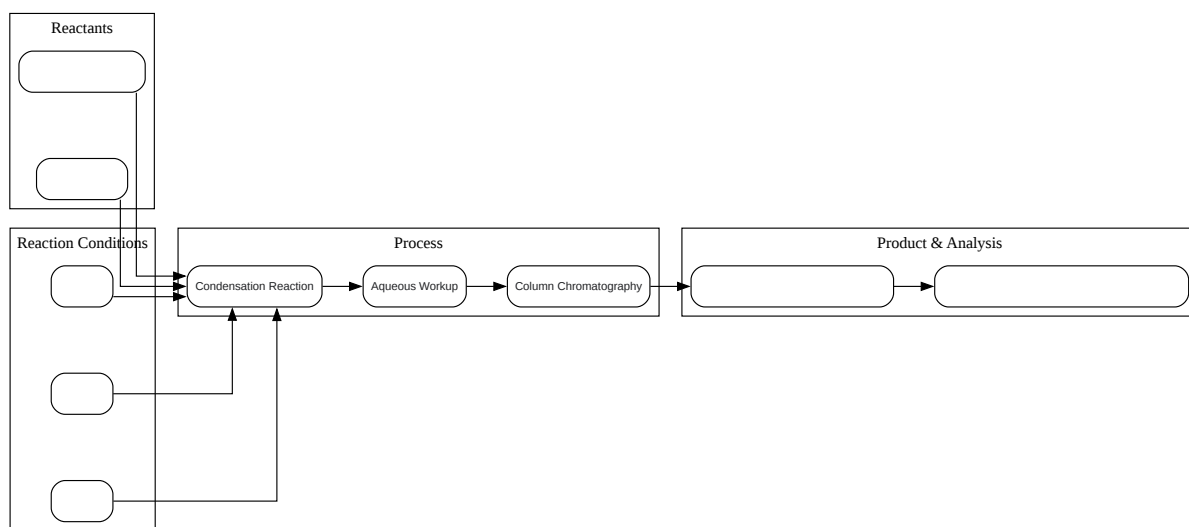 Reactants
Reaction Conditions
Process
Product & Analysis
Condensation Reaction
Aqueous Workup
Column Chromatography